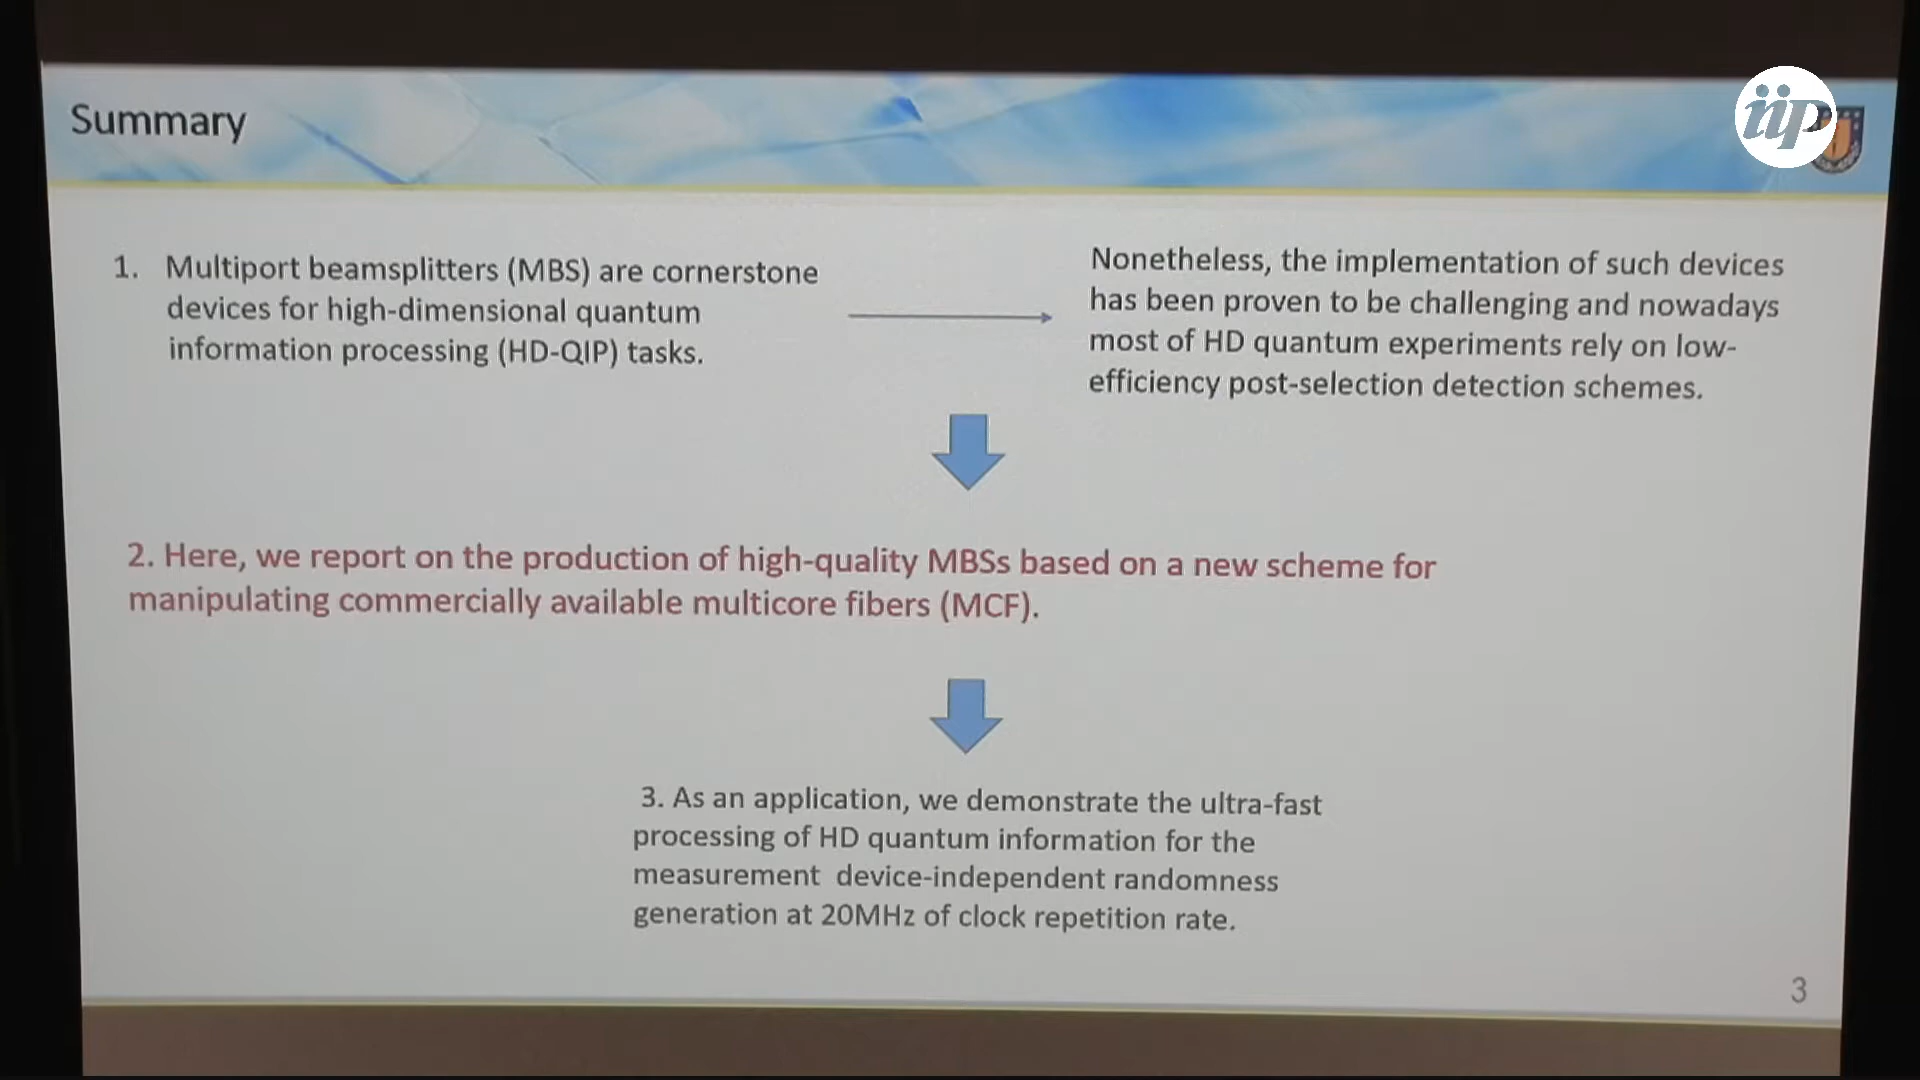 Summary
iip
1. Multiport beamsplitters (MBS) are cornerstone
devices for high-dimensional quantum
information processing (HD-QIP) tasks.
Nonetheless, the implementation of such devices
has been proven to be challenging and nowadays
most of HD quantum experiments rely on low-
efficiency post-selection detection schemes.
2. Here, we report on the production of high-quality MBSs based on a new scheme for
manipulating commercially available multicore fibers (MCF).
3. As an application, we demonstrate the ultra-fast
processing of HD quantum information for the
measurement device-independent randomness
generation at 20MHz of clock repetition rate.
3